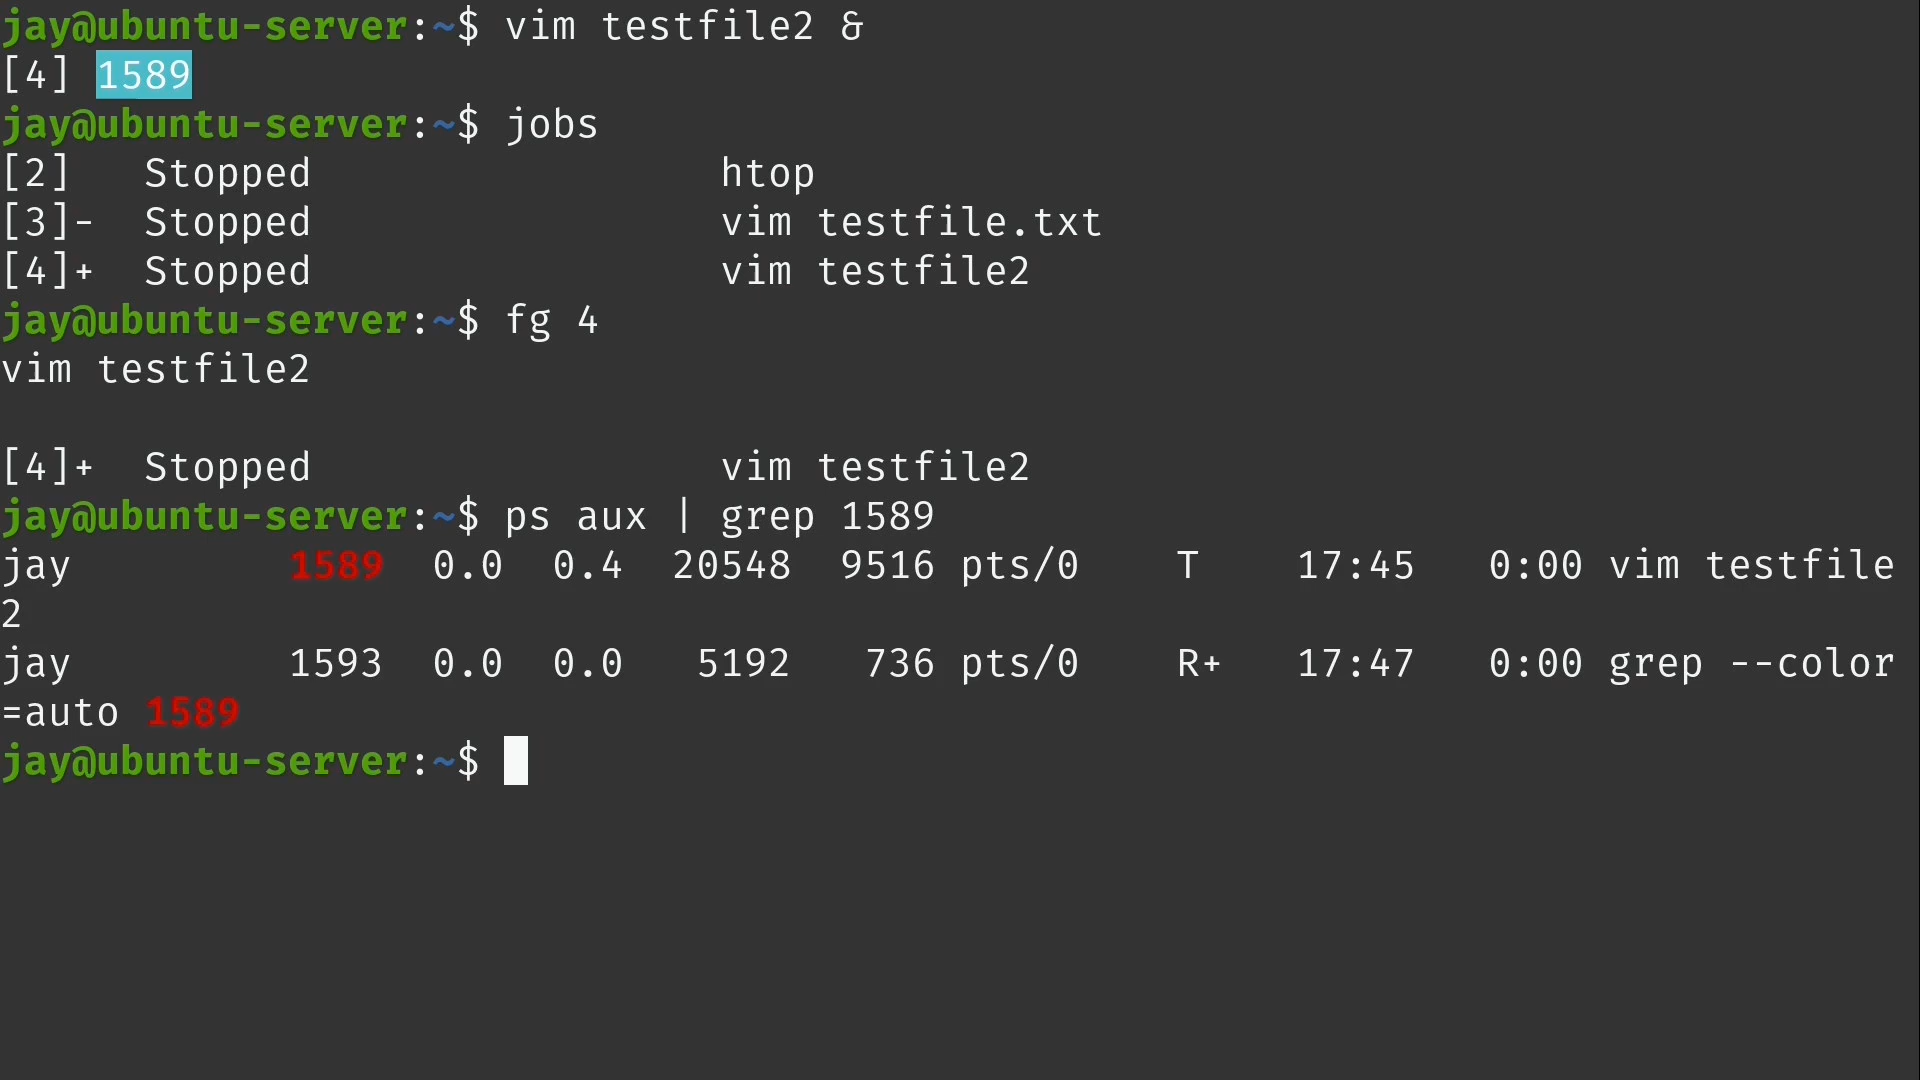 jay@ubuntu-server:~$ vim testfile2 &
[4] 1589
jay@ubuntu-server:~$ jobs
[2]   Stopped                 htop
[3]-  Stopped                 vim testfile.txt
[4]+  Stopped                 vim testfile2
jay@ubuntu-server:~$ fg 4
vim testfile2

[4]+  Stopped                 vim testfile2
jay@ubuntu-server:~$ ps aux | grep 1589
jay         1589  0.0  0.4  20548  9516 pts/0    T    17:45   0:00 vim testfile
2
jay         1593  0.0  0.0   5192   736 pts/0    R+   17:47   0:00 grep --color
=auto 1589
jay@ubuntu-server:~$